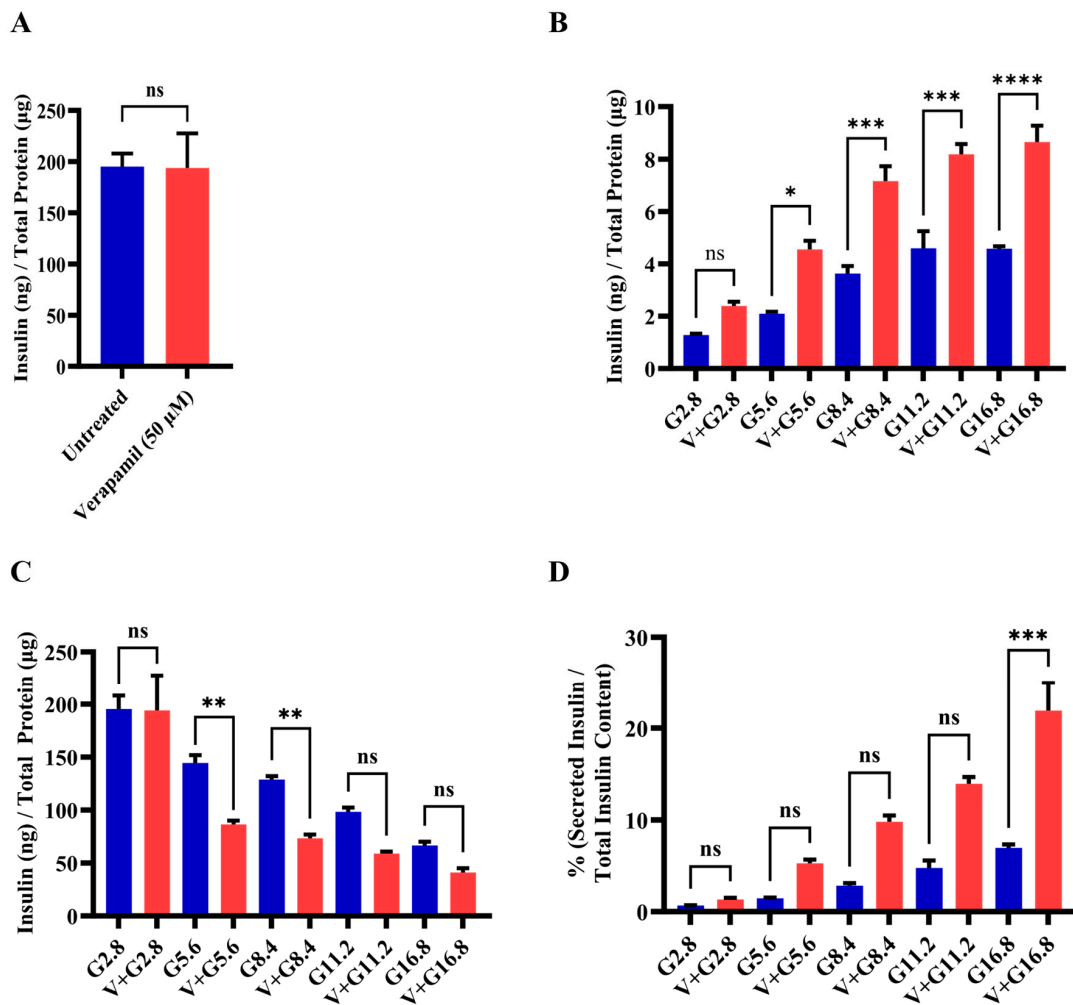 A
Insulin (ng) / Total Protein (µg)
250
200
150
100
50
0
ns
Untreated
Verapamil (50 µM)
B
Insulin (ng) / Total Protein (µg)
10
8
6
4
2
0
ns
*
***
***
****
G2.8
V+G2.8
G5.6
V+G5.6
G8.4
V+G8.4
G11.2
V+G11.2
G16.8
V+G16.8
C
Insulin (ng) / Total Protein (µg)
250
200
150
100
50
0
ns
**
**
ns
ns
G2.8
V+G2.8
G5.6
V+G5.6
G8.4
V+G8.4
G11.2
V+G11.2
G16.8
V+G16.8
D
% (Secreted Insulin /
Total Insulin Content)
30
20
10
0
ns
ns
ns
ns
***
G2.8
V+G2.8
G5.6
V+G5.6
G8.4
V+G8.4
G11.2
V+G11.2
G16.8
V+G16.8